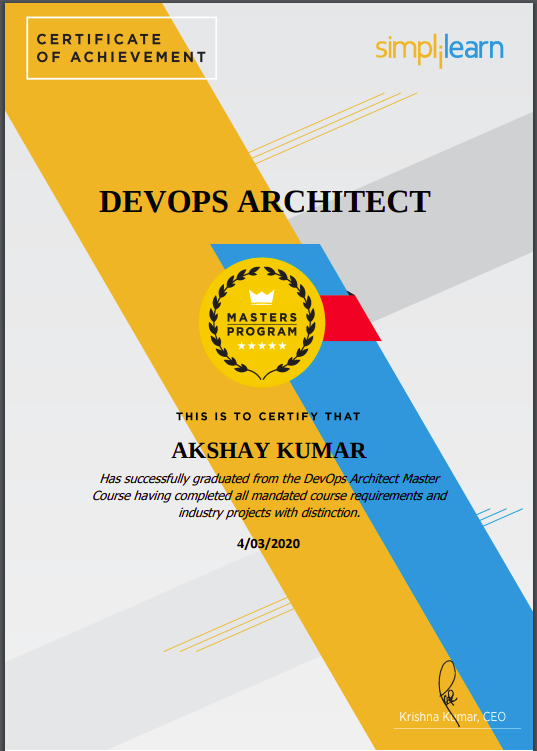 CERTIFICATE
OF ACHIEVEMENT
simplilearn
DEVOPS ARCHITECT
MASTERS
PROGRAM
THIS IS TO CERTIFY THAT
AKSHAY KUMAR
Has successfully graduated from the DevOps Architect Master
Course having completed all mandated course requirements and
industry projects with distinction.
4/03/2020
Krishna Kumar, CEO